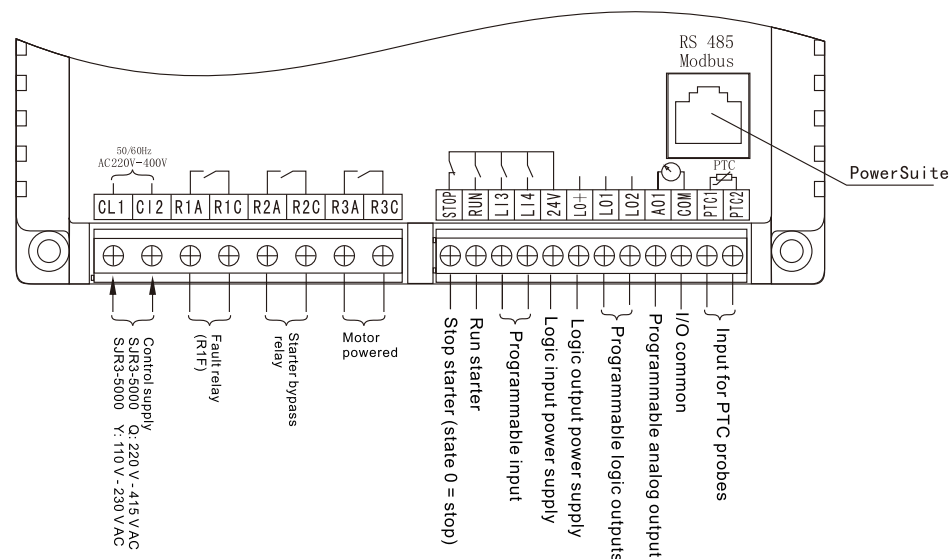 RS 485
Modbus
PowerSuite
50/60Hz
AC220V-400V
PTC
CL1 Cl2 R1A R1C R2A R2C R3A R3C
STOP RUN LI3 LI4 24V LO+ LO1 LO2 AO1 COM PTC1 PTC2
Control supply
SJR3-5000 Q: 220 V - 415 V AC
SJR3-5000 Y: 110 V - 230 V AC
Fault relay
(R1F)
Starter bypass
relay
Motor
powered
Stop starter (state 0 = stop)
Run starter
Programmable input
Logic input power supply
Logic output power supply
Programmable logic outputs
Programmable analog output
I/O common
Input for PTC probes